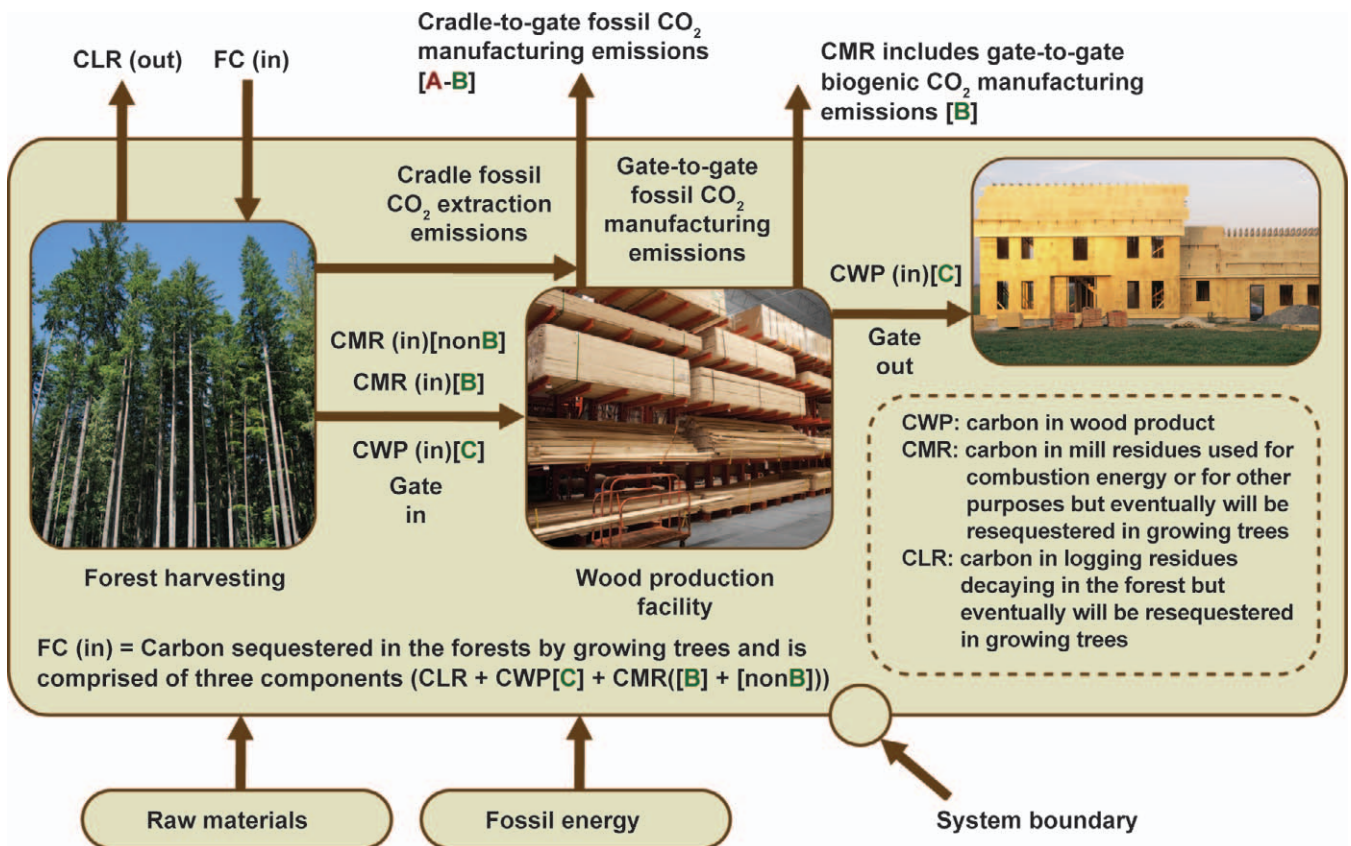 CLR (out)
FC (in)
Cradle-to-gate fossil CO₂
manufacturing emissions
[A-B]
CMR includes gate-to-gate
biogenic CO₂ manufacturing
emissions [B]
Cradle fossil
CO₂ extraction
emissions
Gate-to-gate
fossil CO₂
manufacturing
emissions
CMR (in)[nonB]
CMR (in)[B]
CWP (in)[C]
Gate
in
CWP (in)[C]
Gate
out
Forest harvesting
Wood production
facility
CWP: carbon in wood product
CMR: carbon in mill residues used for
combustion energy or for other
purposes but eventually will be
resequestered in growing trees
CLR: carbon in logging residues
decaying in the forest but
eventually will be resequestered
in growing trees
FC (in) = Carbon sequestered in the forests by growing trees and is
comprised of three components (CLR + CWP[C] + CMR([B] + [nonB]))
Raw materials
Fossil energy
System boundary